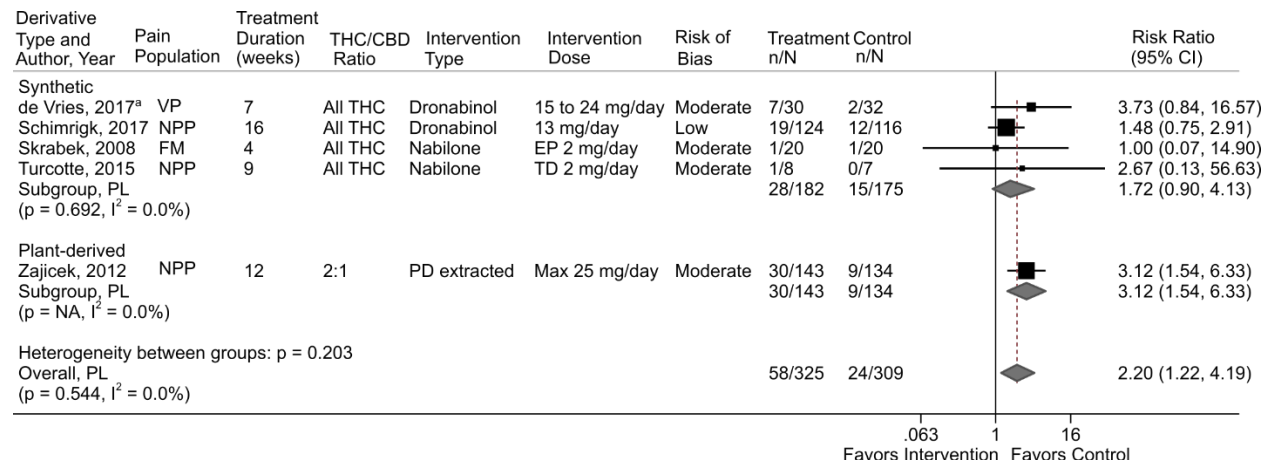 Derivative Type and Author, Year Pain Population Treatment Duration (weeks) THC/CBD Ratio Intervention Type Intervention Dose Risk of Bias Treatment n/N Control n/N Risk Ratio (95% CI)
Synthetic
de Vries, 2017ᵃ VP 7 All THC Dronabinol 15 to 24 mg/day Moderate 7/30 2/32 3.73 (0.84, 16.57)
Schimrigk, 2017 NPP 16 All THC Dronabinol 13 mg/day Low 19/124 12/116 1.48 (0.75, 2.91)
Skrabek, 2008 FM 4 All THC Nabilone EP 2 mg/day Moderate 1/20 1/20 1.00 (0.07, 14.90)
Turcotte, 2015 NPP 9 All THC Nabilone TD 2 mg/day Moderate 1/8 0/7 2.67 (0.13, 56.63)
Subgroup, PL 28/182 15/175 1.72 (0.90, 4.13)
(p = 0.692, I² = 0.0%)
Plant-derived
Zajicek, 2012 NPP 12 2:1 PD extracted Max 25 mg/day Moderate 30/143 9/134 3.12 (1.54, 6.33)
Subgroup, PL 30/143 9/134 3.12 (1.54, 6.33)
(p = NA, I² = 0.0%)
Heterogeneity between groups: p = 0.203
Overall, PL 58/325 24/309 2.20 (1.22, 4.19)
(p = 0.544, I² = 0.0%)
.063 1 16
Favors Intervention Favors Control